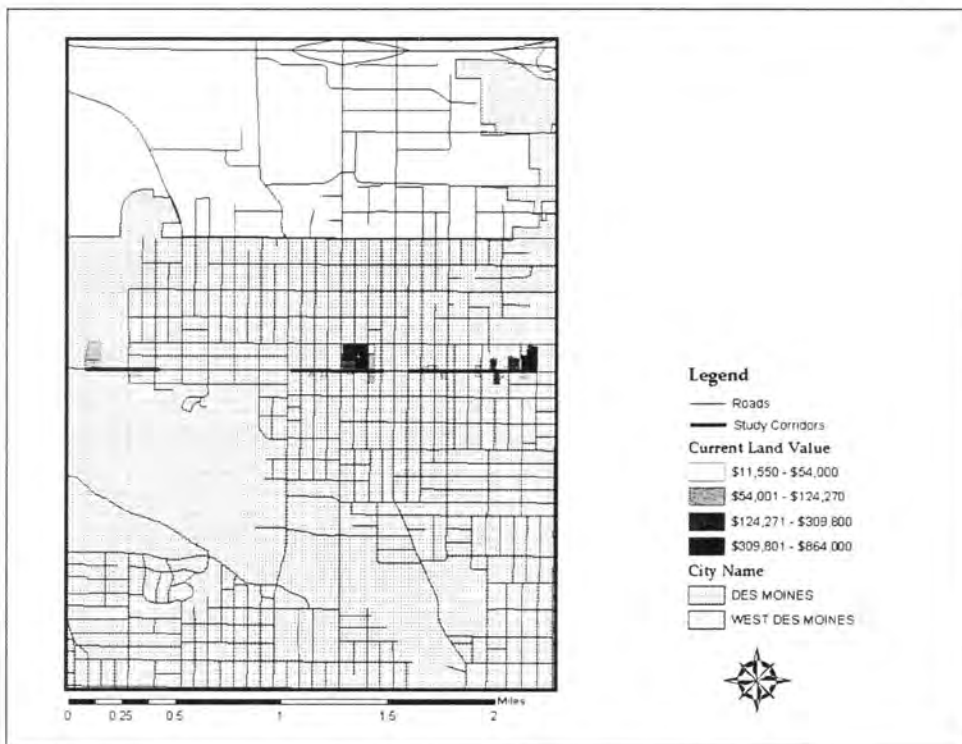 Legend
Roads
Study Corridors
Current Land Value
$11,550 - $54,000
$54,001 - $124,270
$124,271 - $309,800
$309,801 - $864,000
City Name
DES MOINES
WEST DES MOINES
Miles
0 0.25 0.5 1 1.5 2